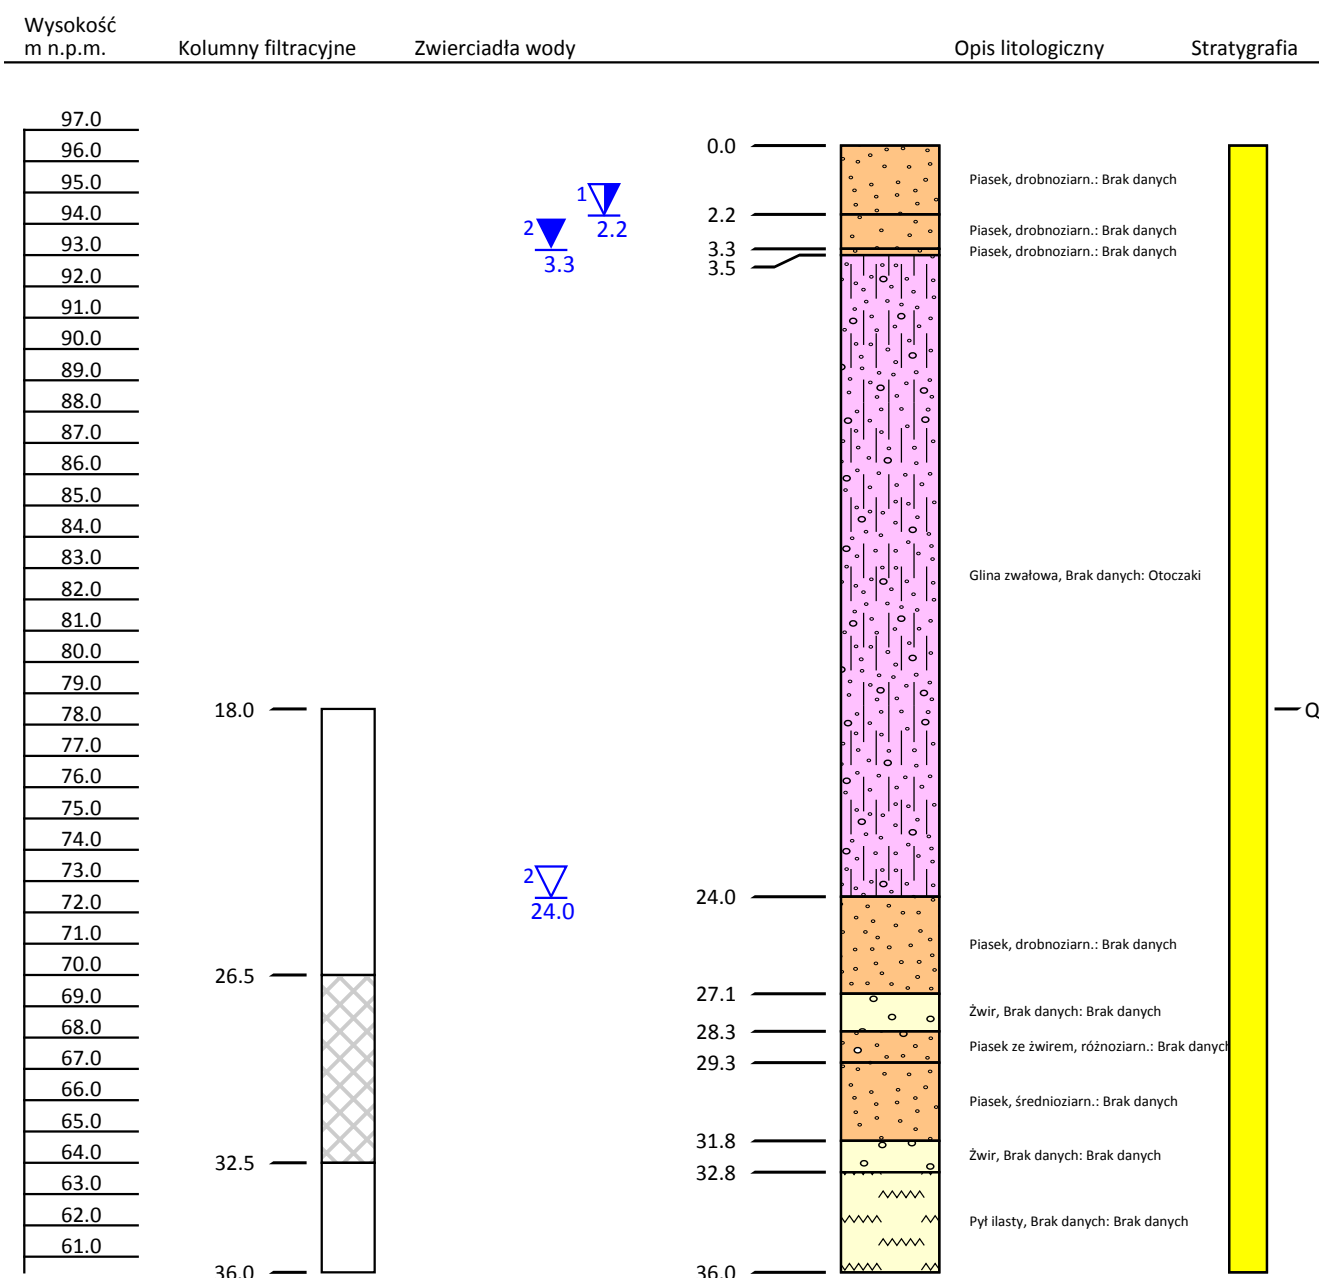 Wysokość
m n.p.m. Kolumny filtracyjne Zwierciadła wody Opis litologiczny Stratygrafia
97.0
96.0 0.0
95.0 1 Piasek, drobnoziarn.: Brak danych
94.0 2.2 2.2
93.0 2 Piasek, drobnoziarn.: Brak danych
3.3 3.3 Piasek, drobnoziarn.: Brak danych
92.0 3.5
91.0
90.0
89.0
88.0
87.0
86.0
85.0
84.0
83.0
82.0 Glina zwałowa, Brak danych: Otoczaki
81.0
80.0
79.0
78.0 18.0 Q
77.0
76.0
75.0
74.0
73.0 2
72.0 24.0 24.0
71.0 Piasek, drobnoziarn.: Brak danych
70.0 26.5
69.0 27.1 Żwir, Brak danych: Brak danych
68.0 28.3
67.0 29.3 Piasek ze żwirem, różnoziarn.: Brak danych
66.0 Piasek, średnioziarn.: Brak danych
65.0 31.8
64.0 32.5 Żwir, Brak danych: Brak danych
63.0 32.8
62.0 Pył ilasty, Brak danych: Brak danych
61.0
36.0 36.0